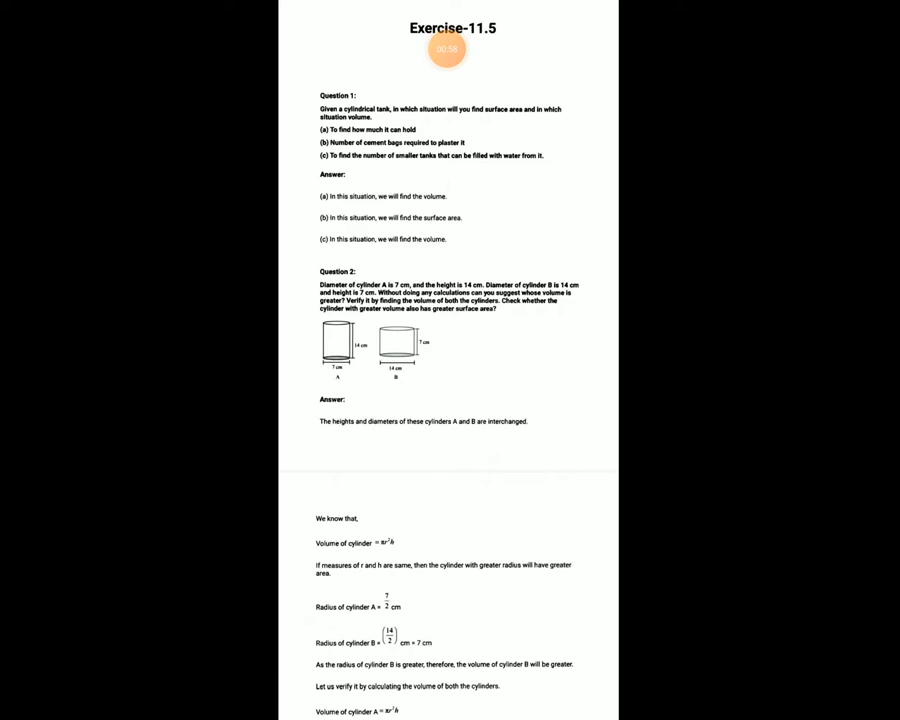 Exercise-11.5
00:58
Question 1:
Given a cylindrical tank, in which situation will you find surface area and in which
situation volume.
(a) To find how much it can hold
(b) Number of cement bags required to plaster it
(c) To find the number of smaller tanks that can be filled with water from it.
Answer:
(a) In this situation, we will find the volume.
(b) In this situation, we will find the surface area.
(c) In this situation, we will find the volume.
Question 2:
Diameter of cylinder A is 7 cm, and the height is 14 cm. Diameter of cylinder B is 14 cm
and height is 7 cm. Without doing any calculations can you suggest whose volume is
greater? Verify it by finding the volume of both the cylinders. Check whether the
cylinder with greater volume also has greater surface area?
14 cm
7 cm
7 cm
14 cm
A
B
Answer:
The heights and diameters of these cylinders A and B are interchanged.
We know that,
Volume of cylinder = πr²h
If measures of r and h are same, then the cylinder with greater radius will have greater
area.
Radius of cylinder A = 7/2 cm
Radius of cylinder B = (14/2) cm = 7 cm
As the radius of cylinder B is greater, therefore, the volume of cylinder B will be greater.
Let us verify it by calculating the volume of both the cylinders.
Volume of cylinder A = πr²h